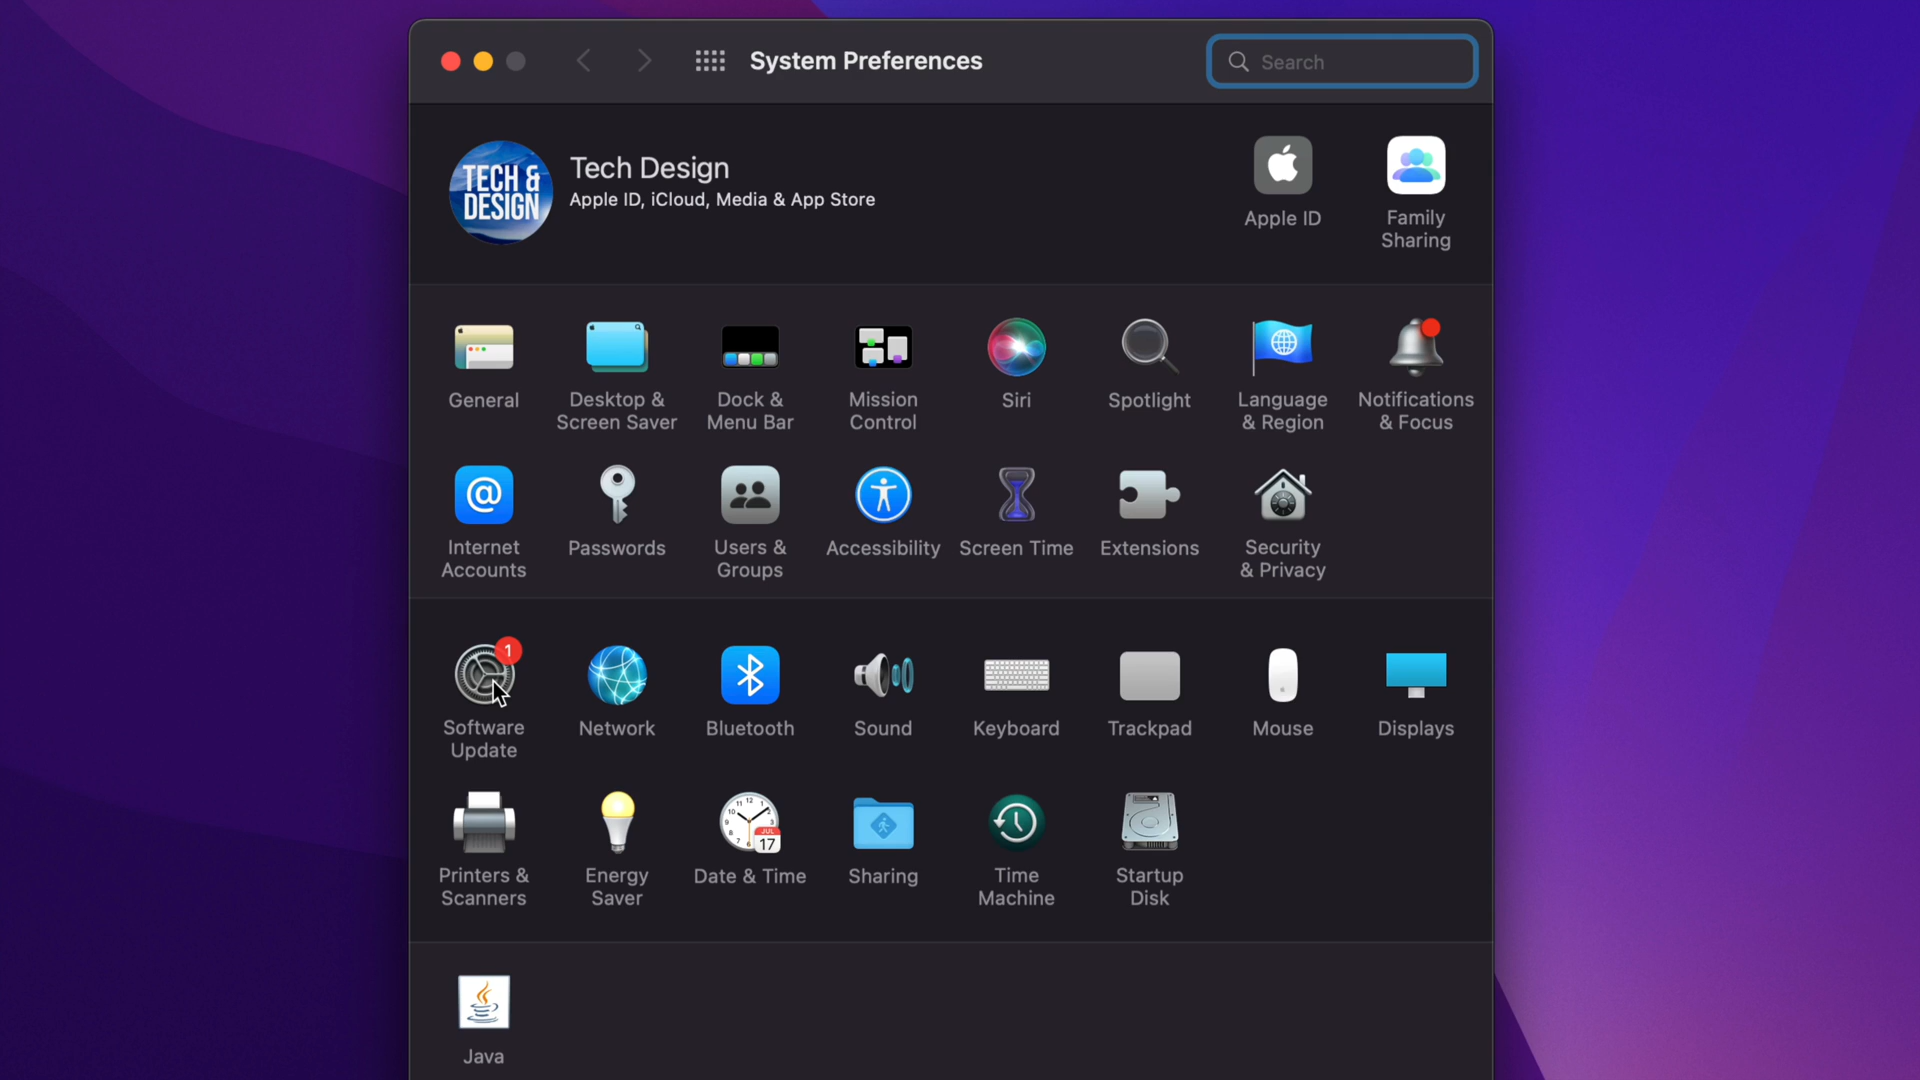 System Preferences
Search
TECH &
DESIGN
Tech Design
Apple ID, iCloud, Media & App Store
Apple ID
Family
Sharing
General
Desktop &
Screen Saver
Dock &
Menu Bar
Mission
Control
Siri
Spotlight
Language
& Region
Notifications
& Focus
@
Internet
Accounts
Passwords
Users &
Groups
Accessibility
Screen Time
Extensions
Security
& Privacy
1
Software
Update
Network
Bluetooth
Sound
Keyboard
Trackpad
Mouse
Displays
Printers &
Scanners
Energy
Saver
JUL
17
Date & Time
Sharing
Time
Machine
Startup
Disk
Java